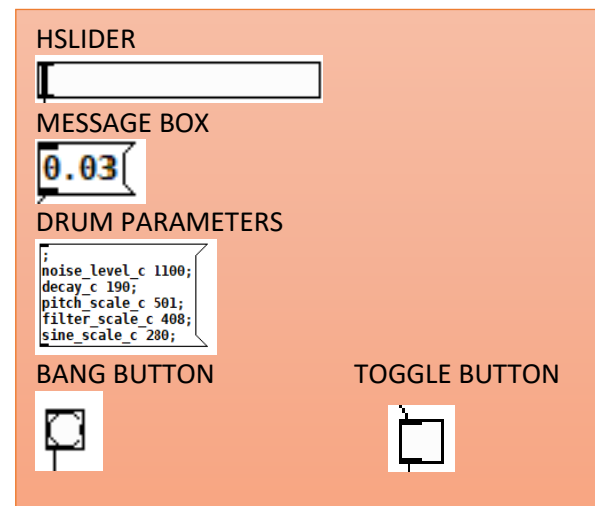 HSLIDER
MESSAGE BOX
0.03
DRUM PARAMETERS
;
noise_level_c 1100;
decay_c 190;
pitch_scale_c 501;
filter_scale_c 408;
sine_scale_c 280;
BANG BUTTON TOGGLE BUTTON